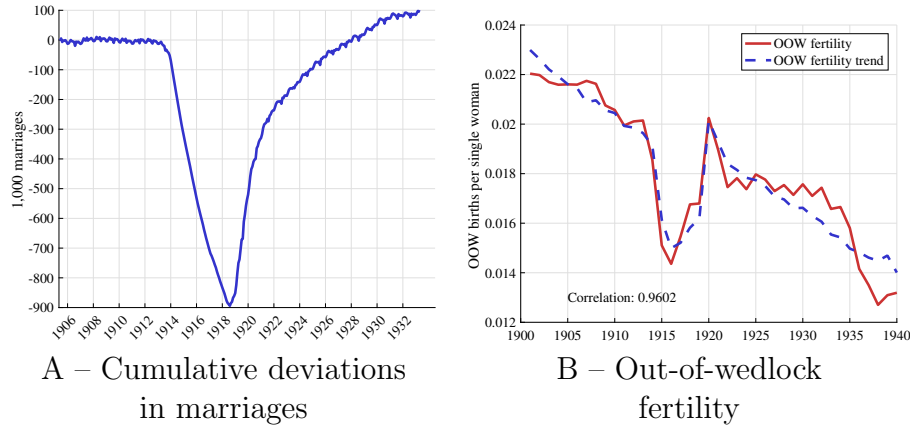 100
0
-100
-200
-300
-400
-500
-600
-700
-800
-900
1,000 marriages
1906 1908 1910 1912 1914 1916 1918 1920 1922 1924 1926 1928 1930 1932
A – Cumulative deviations
in marriages
0.024
0.022
0.02
0.018
0.016
0.014
0.012
OOW births per single woman
OOW fertility
OOW fertility trend
Correlation: 0.9602
1900 1905 1910 1915 1920 1925 1930 1935 1940
B – Out-of-wedlock
fertility